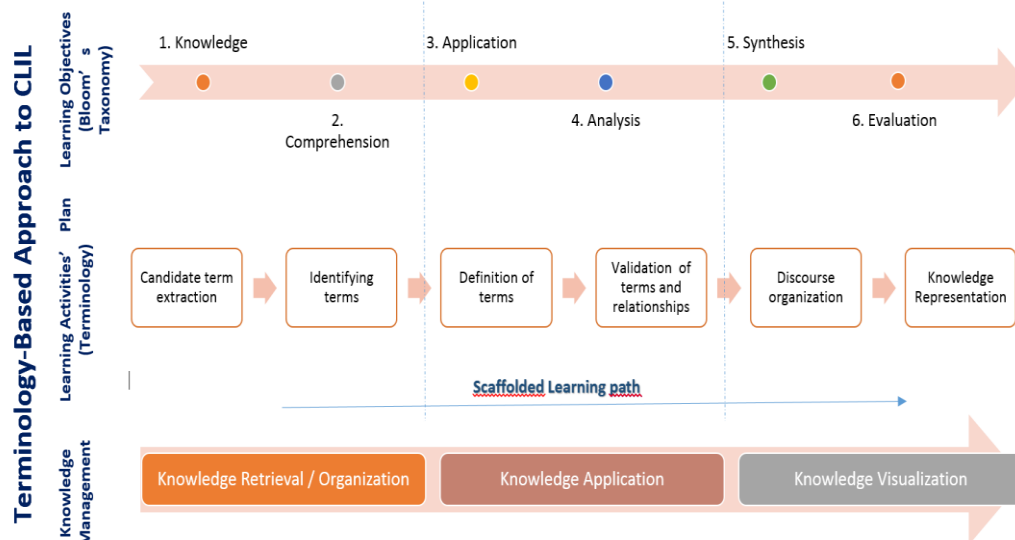 Terminology-Based Approach to CLIL
Learning Objectives
(Bloom' s
Taxonomy)
1. Knowledge
3. Application
5. Synthesis
2.
Comprehension
4. Analysis
6. Evaluation
Learning Activities' Plan
(Terminology)
Candidate term
extraction
Identifying
terms
Definition of
terms
Validation of
terms and
relationships
Discourse
organization
Knowledge
Representation
Scaffolded Learning path
Knowledge
Management
Knowledge Retrieval / Organization
Knowledge Application
Knowledge Visualization